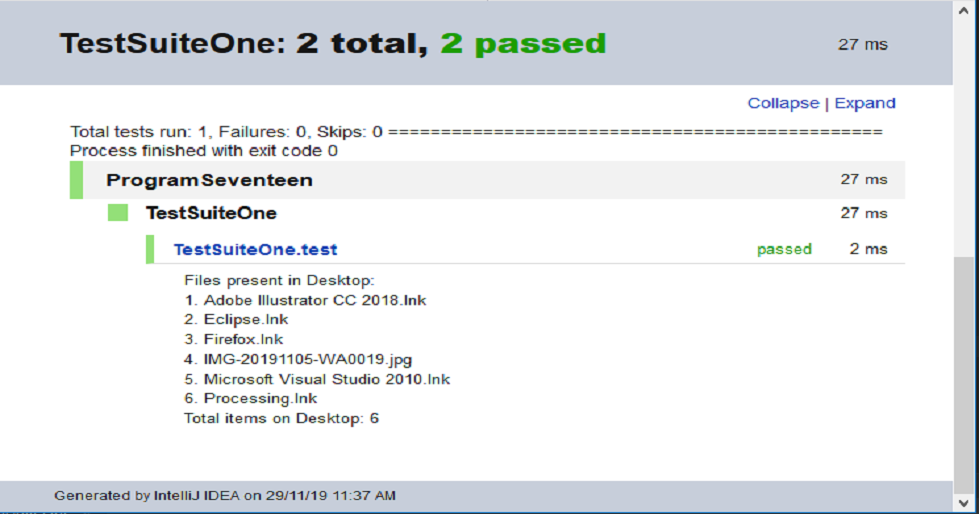 TestSuiteOne: 2 total, 2 passed 27 ms
Collapse | Expand
Total tests run: 1, Failures: 0, Skips: 0 ===============================================
Process finished with exit code 0
ProgramSeventeen 27 ms
TestSuiteOne 27 ms
TestSuiteOne.test passed 2 ms
Files present in Desktop:
1. Adobe Illustrator CC 2018.lnk
2. Eclipse.lnk
3. Firefox.lnk
4. IMG-20191105-WA0019.jpg
5. Microsoft Visual Studio 2010.lnk
6. Processing.lnk
Total items on Desktop: 6
Generated by IntelliJ IDEA on 29/11/19 11:37 AM